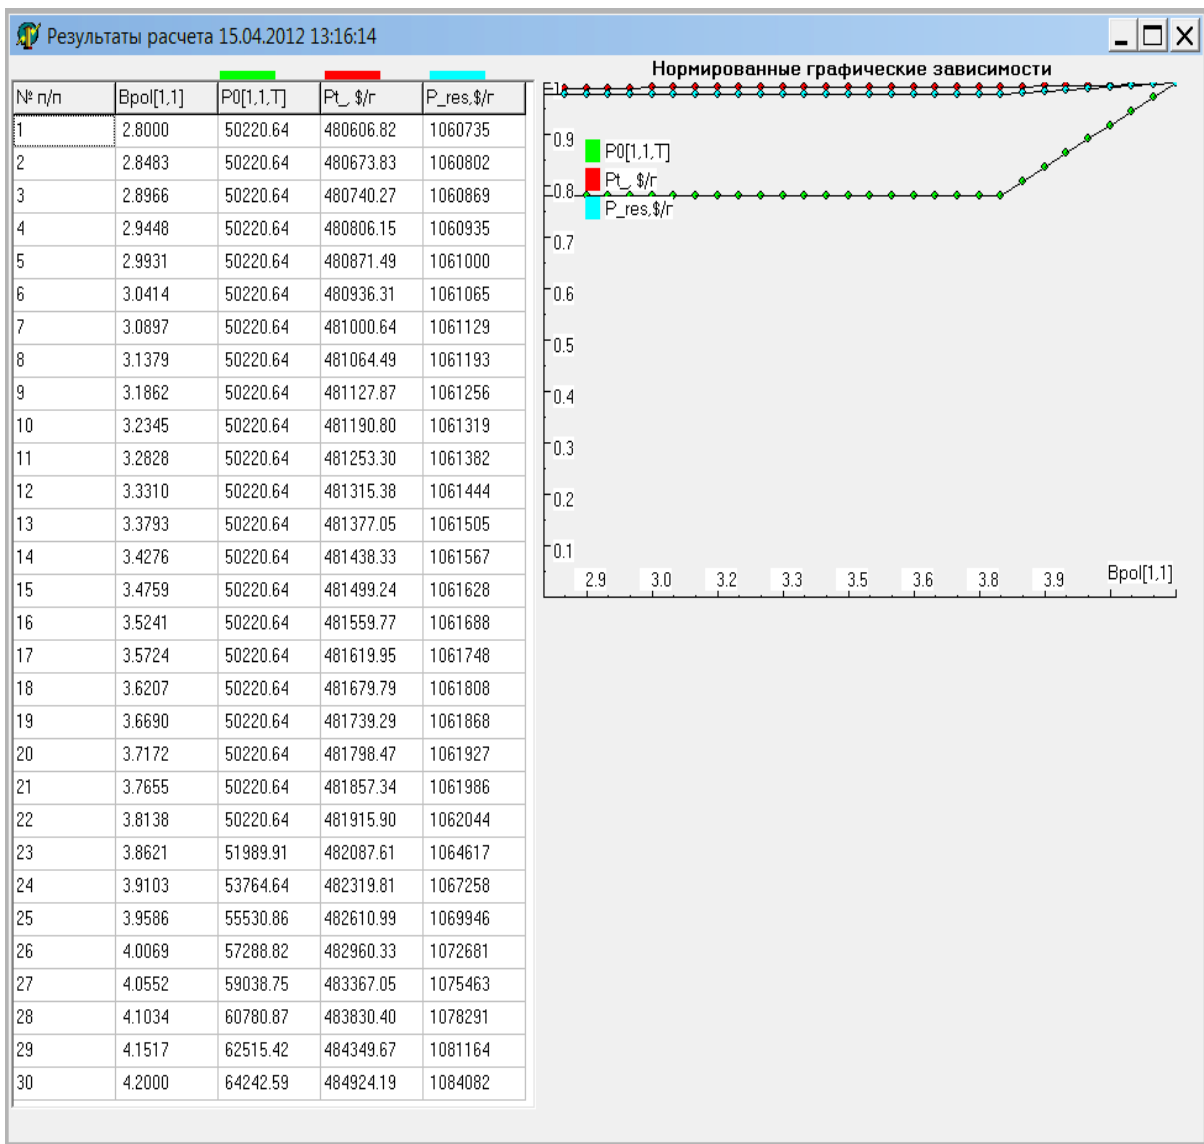 Результаты расчета 15.04.2012 13:16:14
№ п/п Bpol[1,1] P0[1,1,T] Pt_, $/г P_res,$/г
1 2.8000 50220.64 480606.82 1060735
2 2.8483 50220.64 480673.83 1060802
3 2.8966 50220.64 480740.27 1060869
4 2.9448 50220.64 480806.15 1060935
5 2.9931 50220.64 480871.49 1061000
6 3.0414 50220.64 480936.31 1061065
7 3.0897 50220.64 481000.64 1061129
8 3.1379 50220.64 481064.49 1061193
9 3.1862 50220.64 481127.87 1061256
10 3.2345 50220.64 481190.80 1061319
11 3.2828 50220.64 481253.30 1061382
12 3.3310 50220.64 481315.38 1061444
13 3.3793 50220.64 481377.05 1061505
14 3.4276 50220.64 481438.33 1061567
15 3.4759 50220.64 481499.24 1061628
16 3.5241 50220.64 481559.77 1061688
17 3.5724 50220.64 481619.95 1061748
18 3.6207 50220.64 481679.79 1061808
19 3.6690 50220.64 481739.29 1061868
20 3.7172 50220.64 481798.47 1061927
21 3.7655 50220.64 481857.34 1061986
22 3.8138 50220.64 481915.90 1062044
23 3.8621 51989.91 482087.61 1064617
24 3.9103 53764.64 482319.81 1067258
25 3.9586 55530.86 482610.99 1069946
26 4.0069 57288.82 482960.33 1072681
27 4.0552 59038.75 483367.05 1075463
28 4.1034 60780.87 483830.40 1078291
29 4.1517 62515.42 484349.67 1081164
30 4.2000 64242.59 484924.19 1084082
Нормированные графические зависимости
1
0.9
P0[1,1,T]
Pt_, $/г
0.8
P_res,$/г
0.7
0.6
0.5
0.4
0.3
0.2
0.1
2.9 3.0 3.2 3.3 3.5 3.6 3.8 3.9 Bpol[1,1]